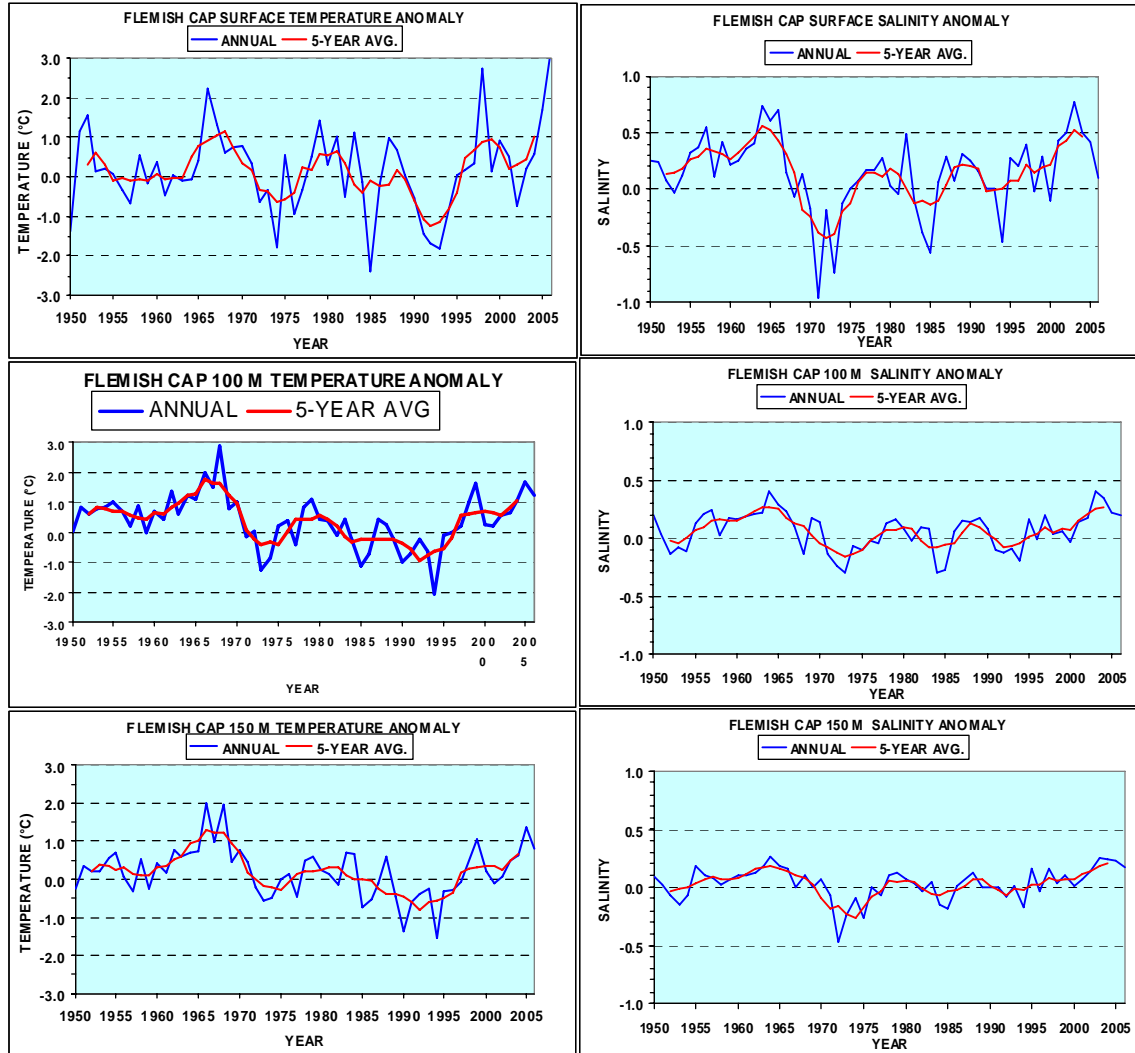 FLEMISH CAP SURFACE TEMPERATURE ANOMALY
ANNUAL 5-YEAR AVG.
3.0
2.0
1.0
0.0
-1.0
-2.0
-3.0
TEMPERATURE (°C)
1950 1955 1960 1965 1970 1975 1980 1985 1990 1995 2000 2005
YEAR
FLEMISH CAP SURFACE SALINITY ANOMALY
ANNUAL 5-YEAR AVG.
1.0
0.5
0.0
-0.5
-1.0
SALINITY
1950 1955 1960 1965 1970 1975 1980 1985 1990 1995 2000 2005
YEAR
FLEMISH CAP 100 M TEMPERATURE ANOMALY
ANNUAL 5-YEAR AVG
3.0
2.0
1.0
0.0
-1.0
-2.0
-3.0
TEMPERATURE (°C)
1950 1955 1960 1965 1970 1975 1980 1985 1990 1995 200 200
0 5
YEAR
FLEMISH CAP 100 M SALINITY ANOMALY
ANNUAL 5-YEAR AVG.
1.0
0.5
0.0
-0.5
-1.0
SALINITY
1950 1955 1960 1965 1970 1975 1980 1985 1990 1995 2000 2005
YEAR
FLEMISH CAP 150 M TEMPERATURE ANOMALY
ANNUAL 5-YEAR AVG.
3.0
2.0
1.0
0.0
-1.0
-2.0
-3.0
TEMPERATURE (°C)
1950 1955 1960 1965 1970 1975 1980 1985 1990 1995 2000 2005
YEAR
FLEMISH CAP 150 M SALINITY ANOMALY
ANNUAL 5-YEAR AVG.
1.0
0.5
0.0
-0.5
-1.0
SALINITY
1950 1955 1960 1965 1970 1975 1980 1985 1990 1995 2000 2005
YEAR